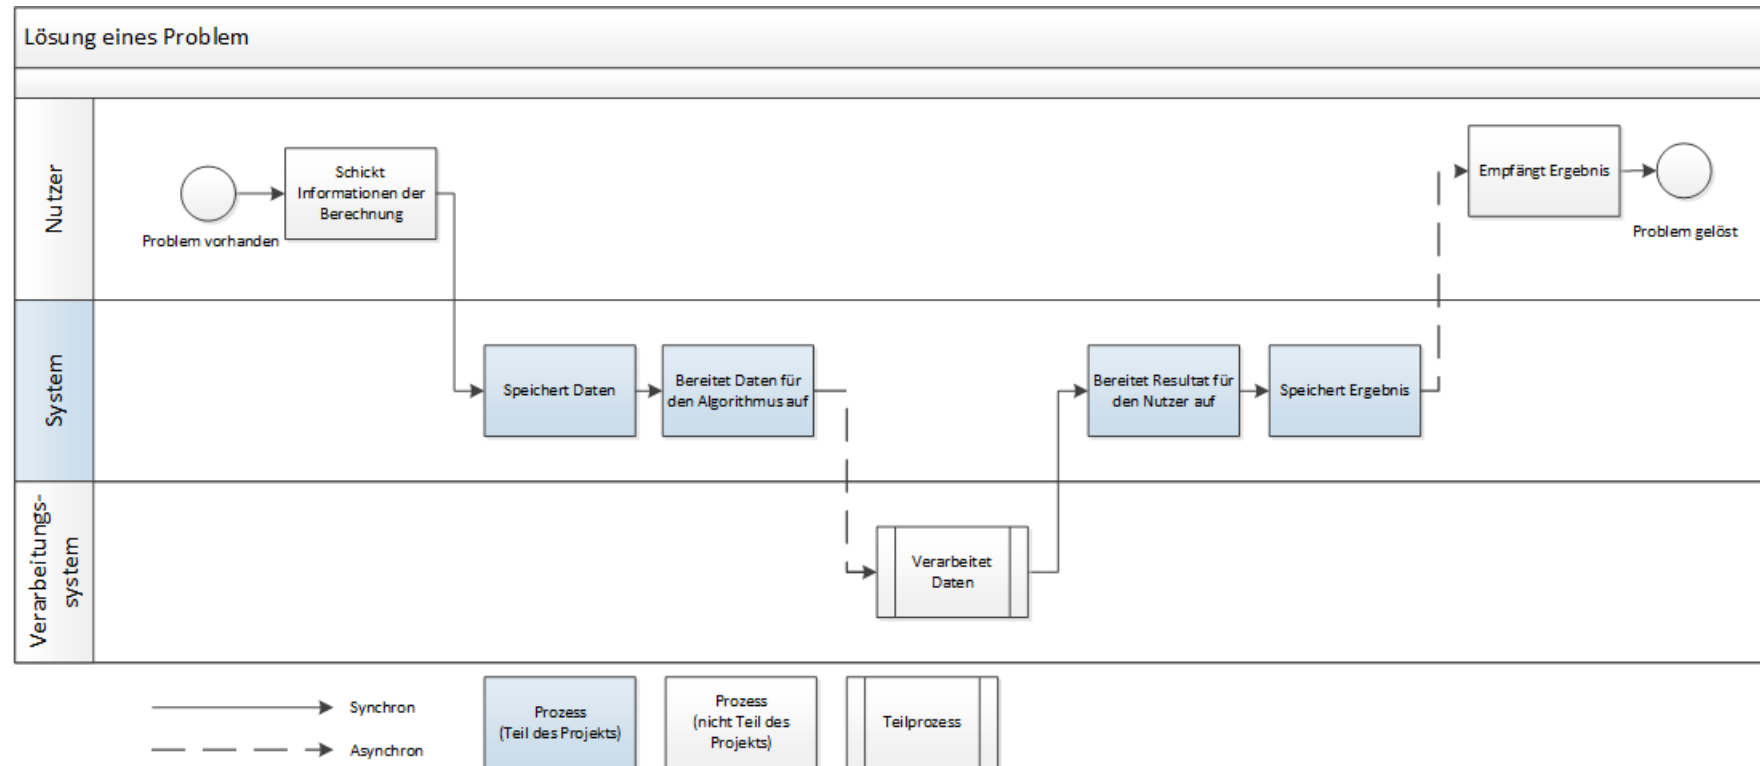 Lösung eines Problem
Nutzer
Problem vorhanden
Schickt
Informationen der
Berechnung
Empfängt Ergebnis
Problem gelöst
System
Speichert Daten
Bereitet Daten für
den Algorithmus auf
Bereitet Resultat für
den Nutzer auf
Speichert Ergebnis
Verarbeitungs-
system
Verarbeitet
Daten
Synchron
Asynchron
Prozess
(Teil des Projekts)
Prozess
(nicht Teil des
Projekts)
Teilprozess